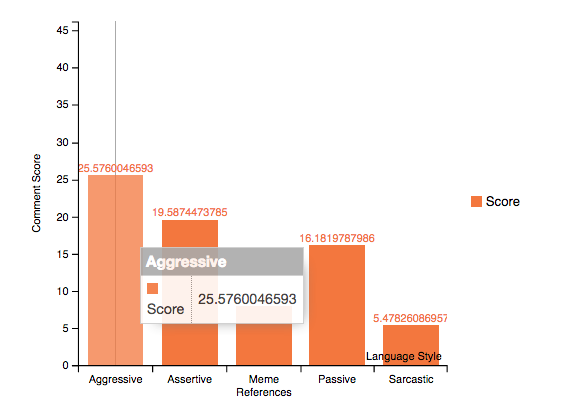 45
40
35
30
25
20
15
10
5
0
Comment Score
25.5760046593
19.5874473785
16.1819787986
5.47826086957
Aggressive
Score
25.5760046593
Score
Language Style
Aggressive
Assertive
Meme
References
Passive
Sarcastic